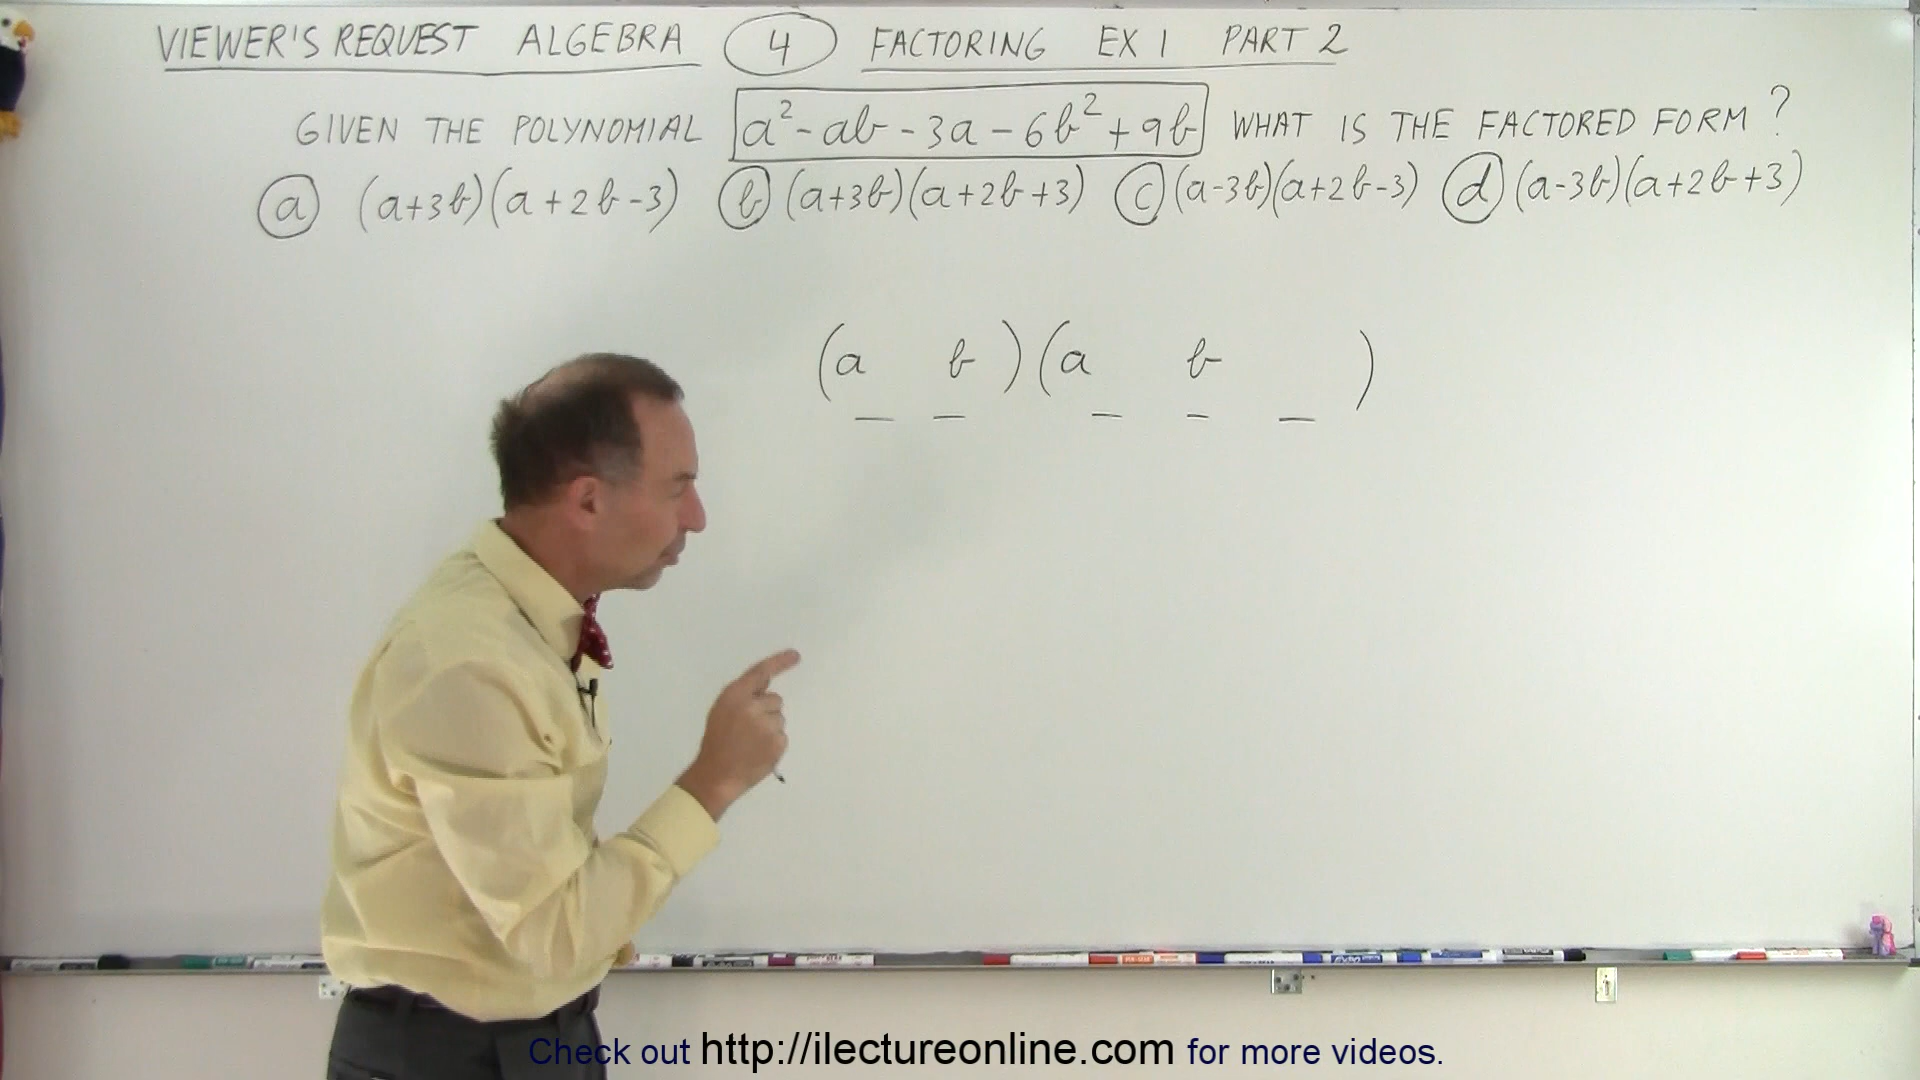 VIEWER'S REQUEST ALGEBRA 4 FACTORING EX 1 PART 2
GIVEN THE POLYNOMIAL a² - ab - 3a - 6b² + 9b WHAT IS THE FACTORED FORM?
a (a+3b)(a+2b-3) b (a+3b)(a+2b+3) c (a-3b)(a+2b-3) d (a-3b)(a+2b+3)
(a b)(a b )
_ _ _ _ _
Check out http://ilectureonline.com for more videos.